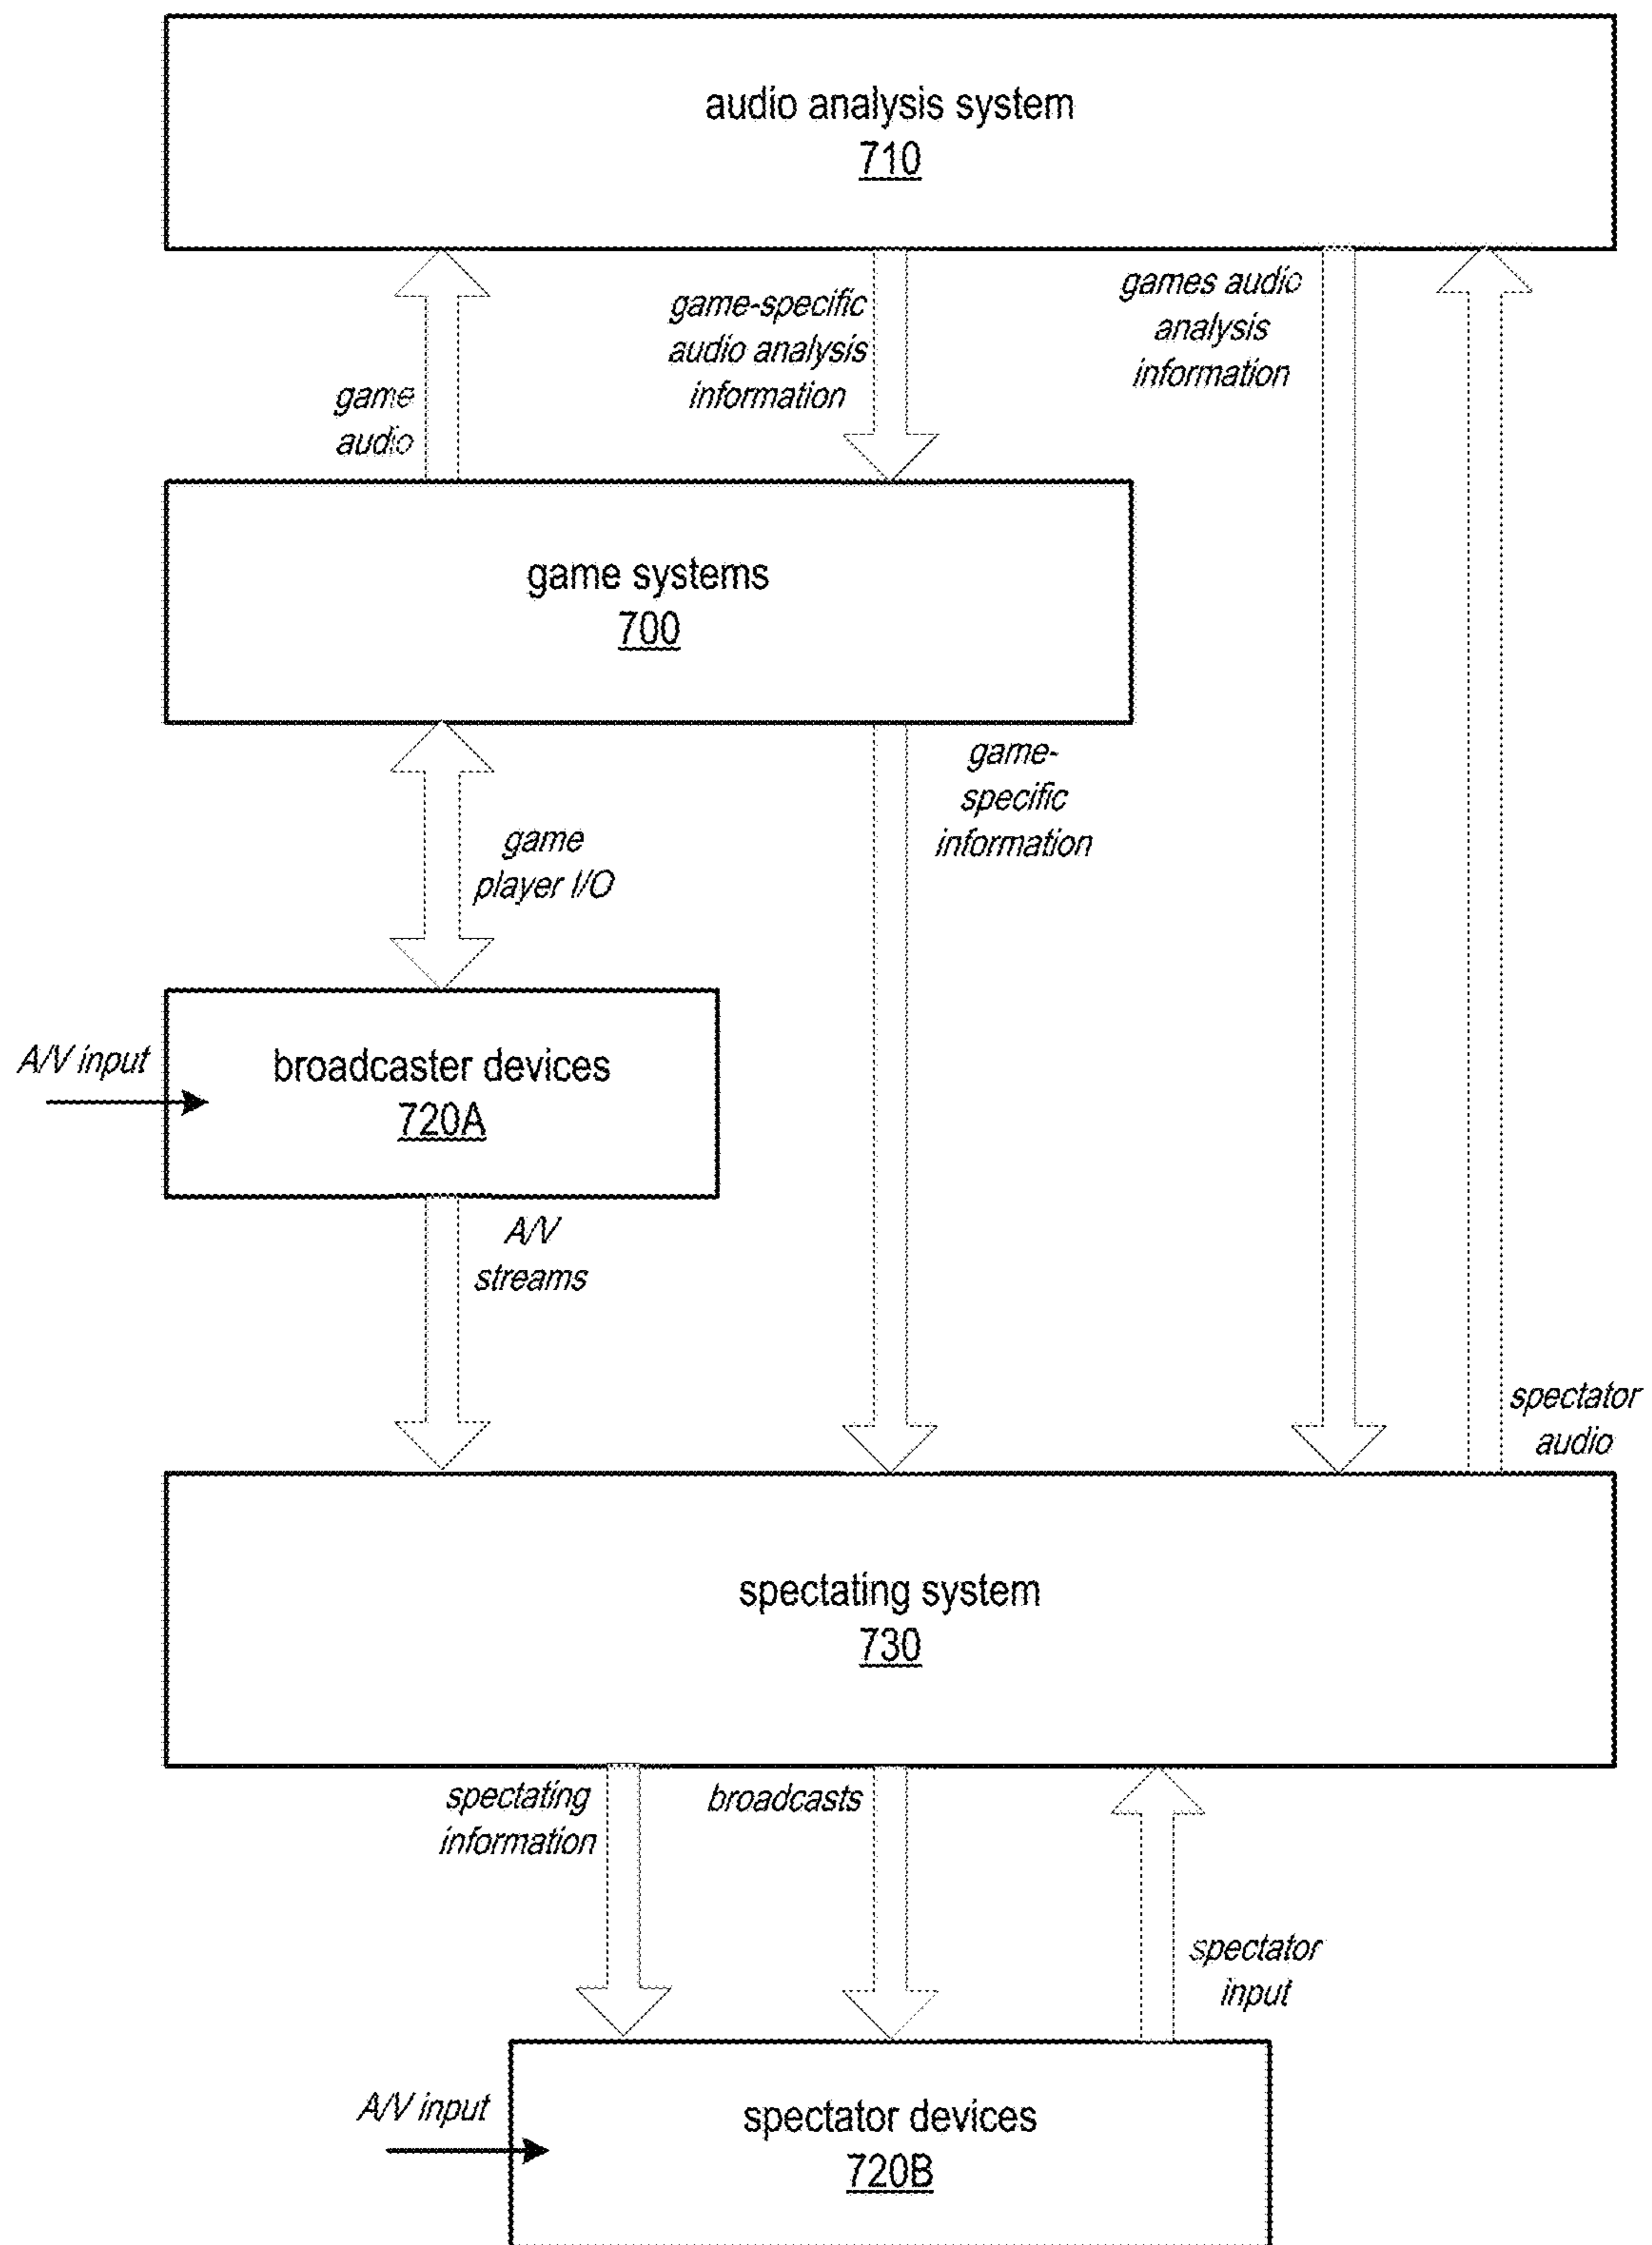 audio analysis system
710
game
audio
game-specific
audio analysis
information
games audio
analysis
information
game systems
700
game
player I/O
game-
specific
information
A/V input
broadcaster devices
720A
A/V
streams
spectator
audio
spectating system
730
spectating
information
broadcasts
spectator
input
A/V input
spectator devices
720B